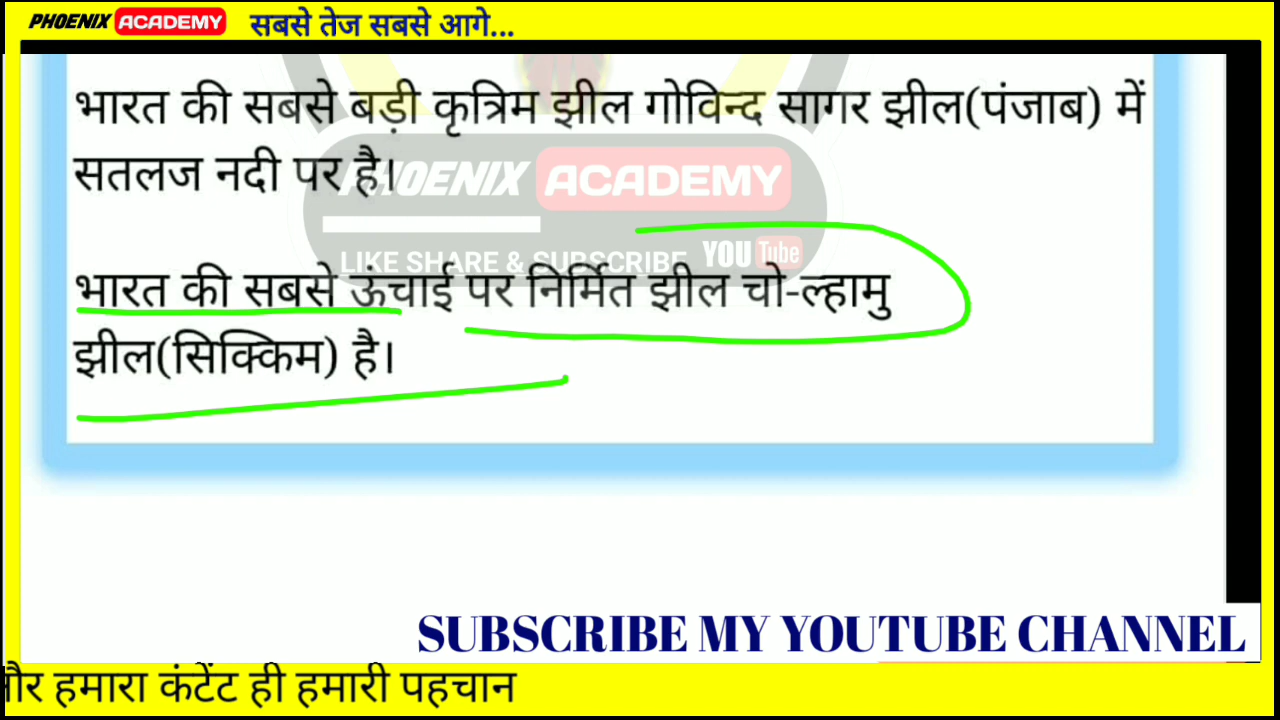 PHOENIX ACADEMY सबसे तेज सबसे आगे...
भारत की सबसे बड़ी कृत्रिम झील गोविन्द सागर झील(पंजाब) में
सतलज नदी पर है।
PHOENIX ACADEMY
LIKE SHARE & SUBSCRIBE YOU Tube
भारत की सबसे ऊंचाई पर निर्मित झील चो-ल्हामु
झील(सिक्किम) है।
SUBSCRIBE MY YOUTUBE CHANNEL
हमारा कंटेंट ही हमारी पहचान